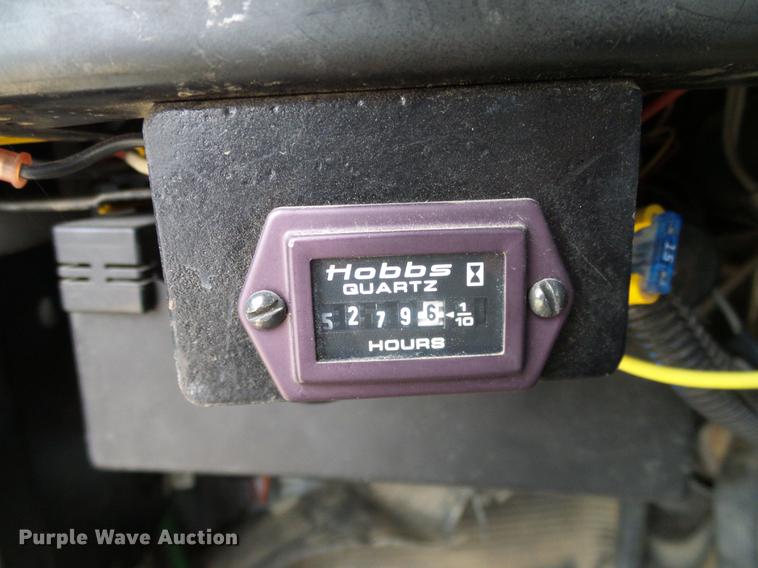 Hobbs
QUARTZ
5 2 7 9 6 1/10
HOURS
15
Purple Wave Auction®